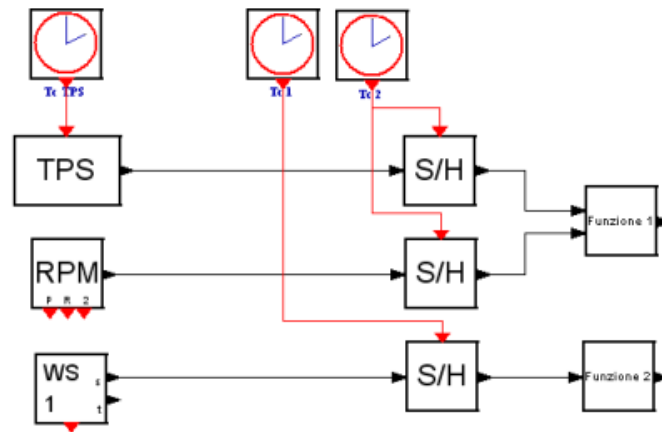 Tc TPS
Tc 1
Tc 2
TPS
S/H
Funzione 1
RPM
P R 2
S/H
WS
1
s
t
S/H
Funzione 2